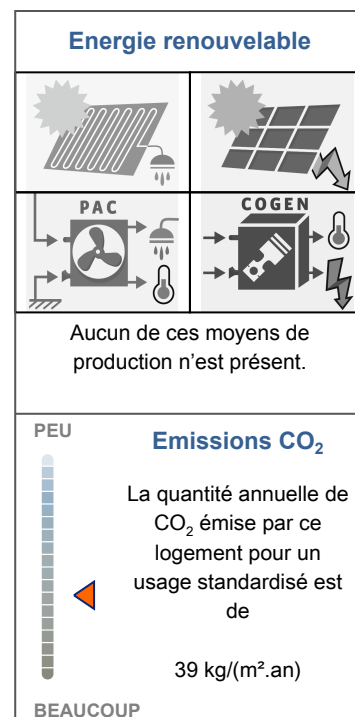 Energie renouvelable
PAC
COGEN
Aucun de ces moyens de
production n’est présent.
PEU
Emissions CO₂
La quantité annuelle de
CO₂ émise par ce
logement pour un
usage standardisé est
de
39 kg/(m².an)
BEAUCOUP